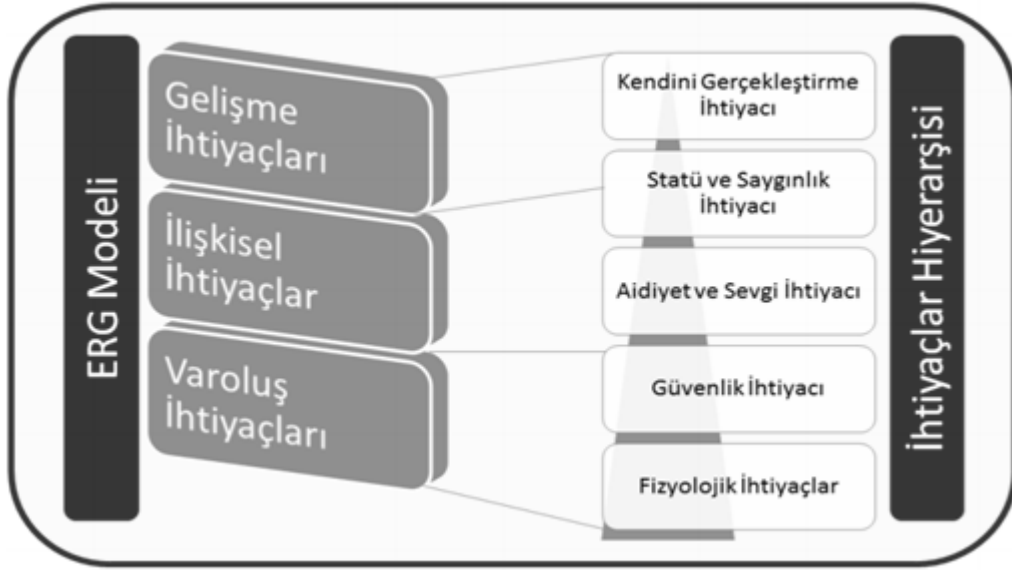 ERG Modeli
Gelişme
İhtiyaçları
İlişkisel
İhtiyaçlar
Varoluş
İhtiyaçları
Kendini Gerçekleştirme
İhtiyacı
Statü ve Saygınlık
İhtiyacı
Aidiyet ve Sevgi İhtiyacı
Güvenlik İhtiyacı
Fizyolojik İhtiyaçlar
İhtiyaçlar Hiyerarşisi